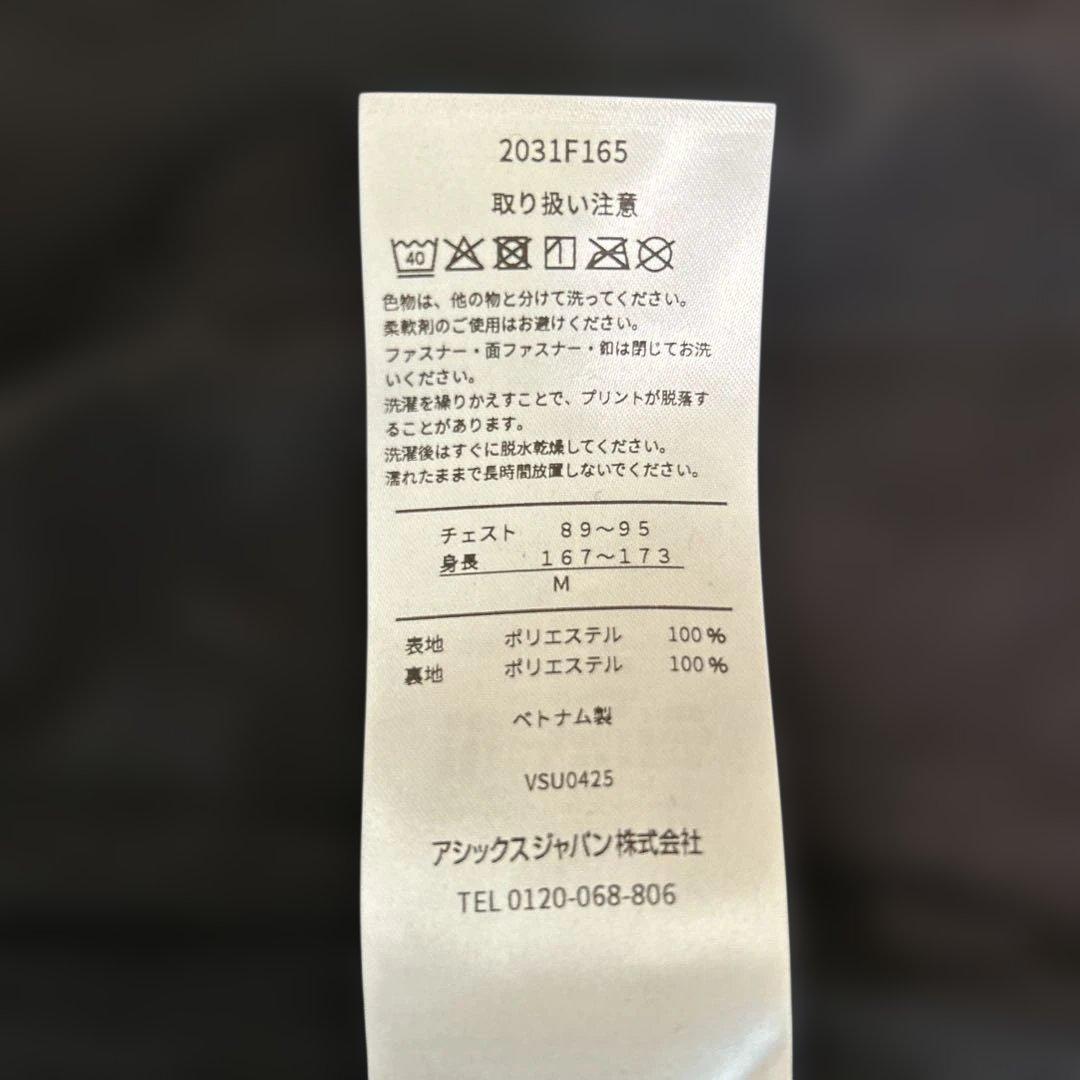 2031F165
取り扱い注意
40
色物は、他の物と分けて洗ってください。
柔軟剤のご使用はお避けください。
ファスナー・面ファスナー・釦は閉じてお洗
いください。
洗濯を繰りかえすことで、プリントが脱落す
ることがあります。
洗濯後はすぐに脱水乾燥してください。
濡れたままで長時間放置しないでください。
チェスト 89～95
身長 167～173
M
表地 ポリエステル 100%
裏地 ポリエステル 100%
ベトナム製
VSU0425
アシックスジャパン株式会社
TEL 0120-068-806